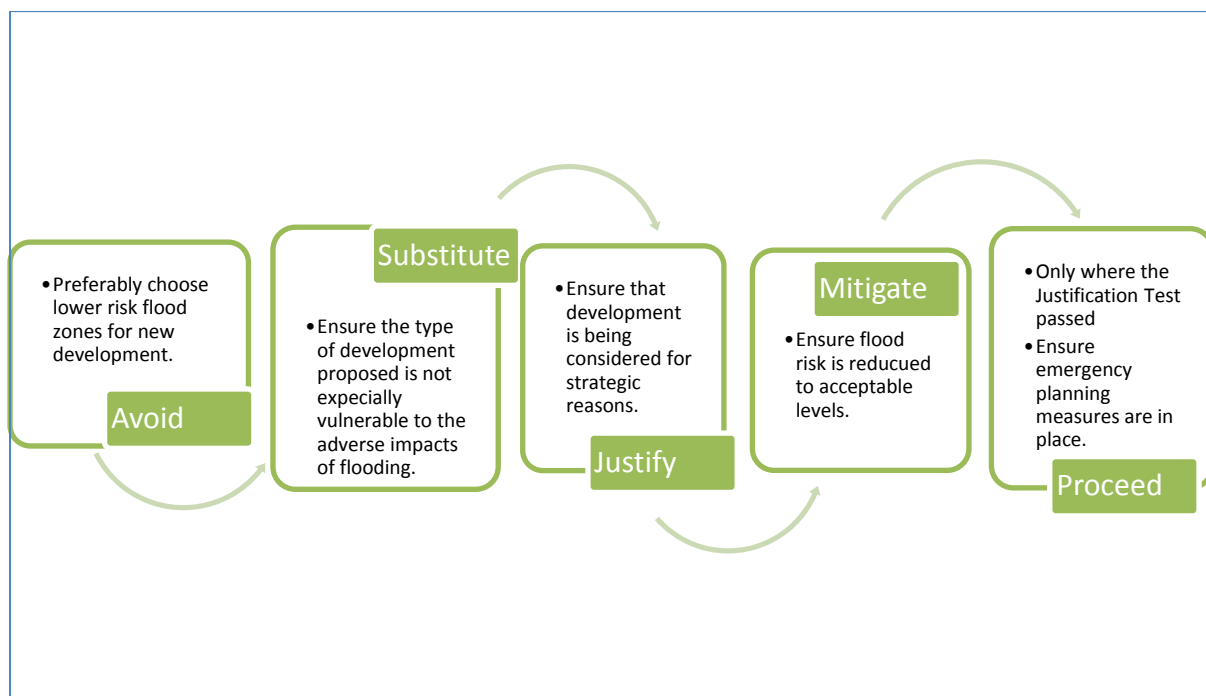 •Preferably choose
lower risk flood
zones for new
development.
Avoid
Substitute
•Ensure the type
of development
proposed is not
expecially
vulnerable to the
adverse impacts
of flooding.
•Ensure that
development
is being
considered for
strategic
reasons.
Justify
Mitigate
•Ensure flood
risk is reducued
to acceptable
levels.
•Only where the
Justification Test
passed
•Ensure
emergency
planning
measures are in
place.
Proceed